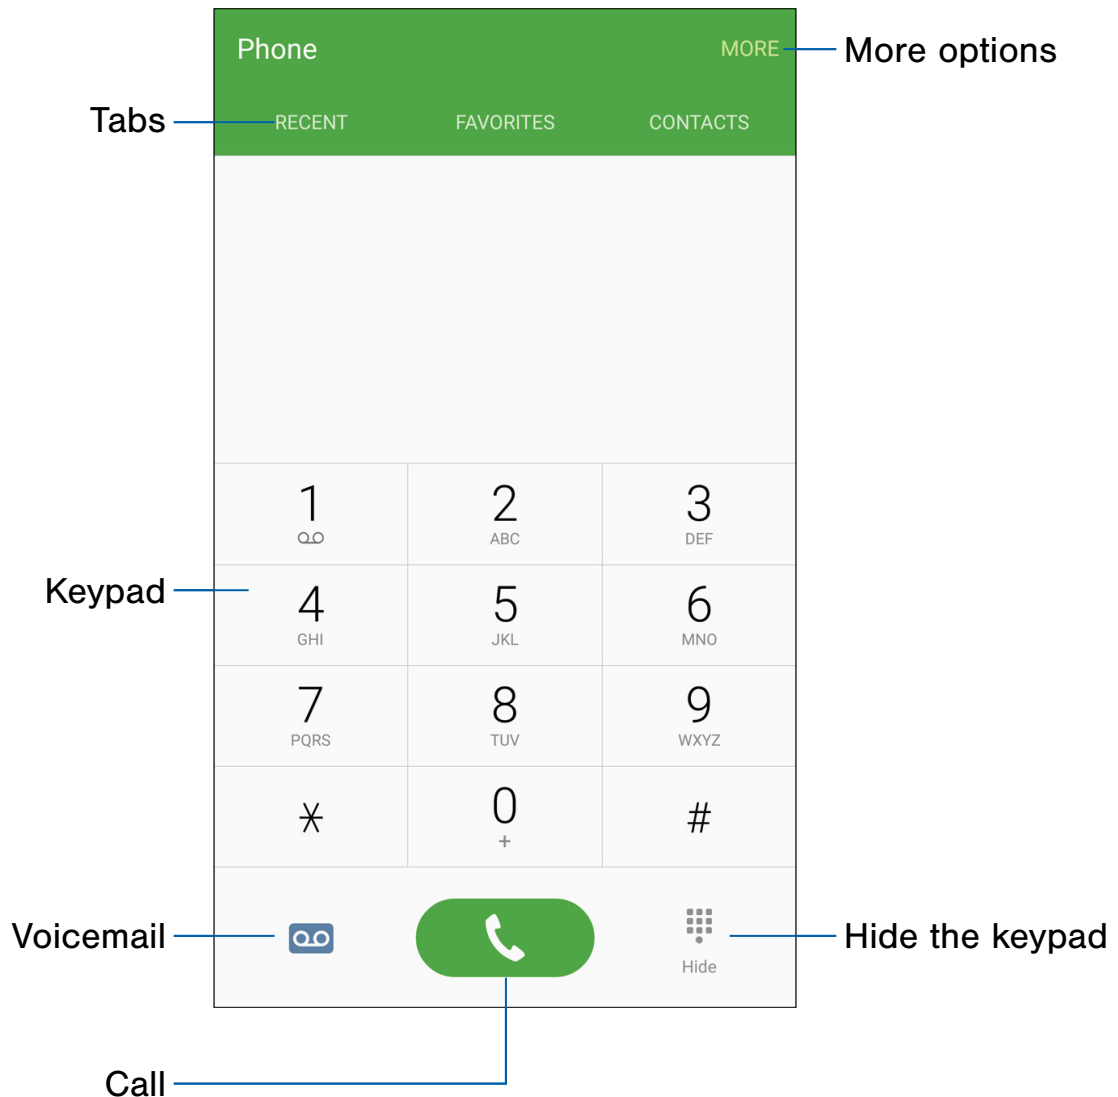 Phone MORE More options
Tabs RECENT FAVORITES CONTACTS
1 2 3
ABC DEF
Keypad 4 5 6
GHI JKL MNO
7 8 9
PQRS TUV WXYZ
* 0 #
+
Voicemail Hide the keypad
Hide
Call